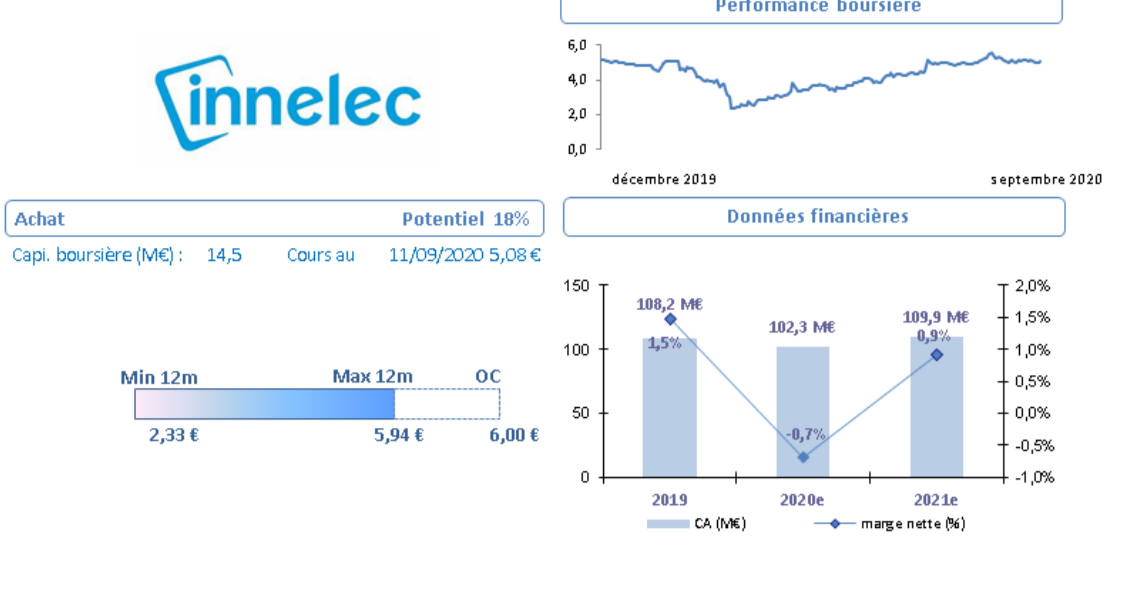 Performance boursière
innelec
6,0
4,0
2,0
0,0
décembre 2019 septembre 2020
Achat Potentiel 18%
Capi. boursière (M€) : 14,5 Cours au 11/09/2020 5,08 €
Min 12m Max 12m OC
2,33 € 5,94 € 6,00 €
Données financières
150
100
50
0
108,2 M€
102,3 M€
109,9 M€
1,5%
-0,7%
0,9%
2,0%
1,5%
1,0%
0,5%
0,0%
-0,5%
-1,0%
2019 2020e 2021e
CA (M€) marge nette (%)